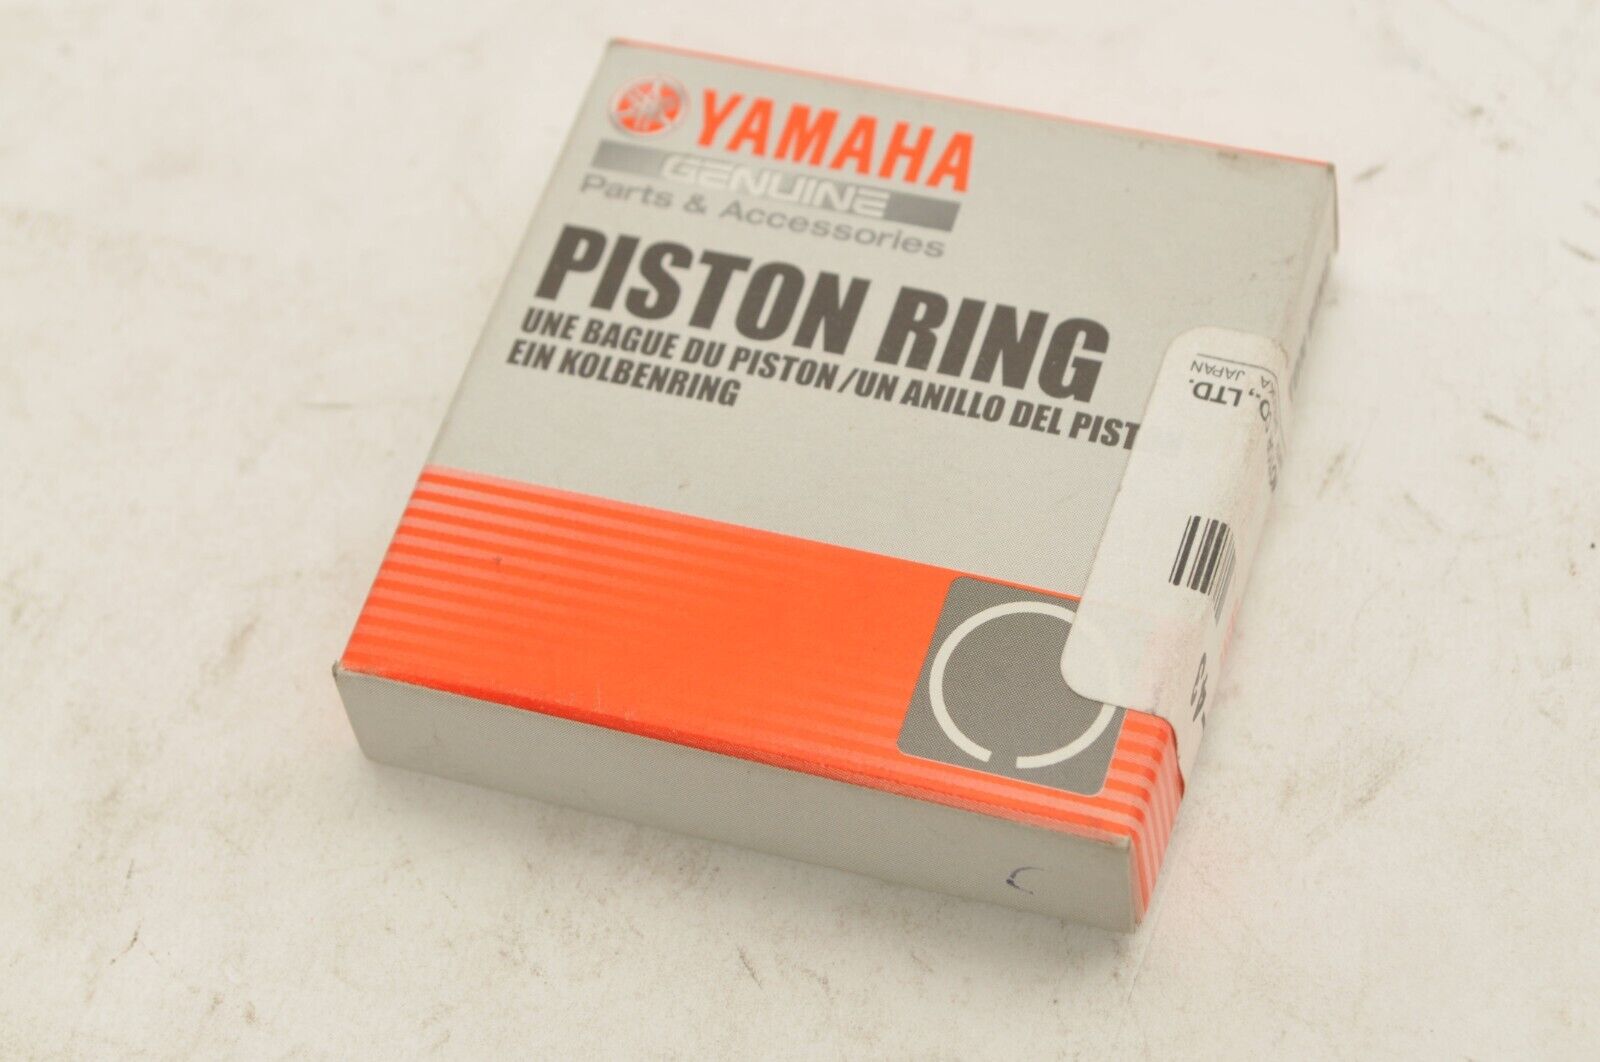 YAMAHA
GENUINE
Parts & Accessories
PISTON RING
UNE BAGUE DU PISTON/UN ANILLO DEL PIST
EIN KOLBENRING
LTD.
JAPAN